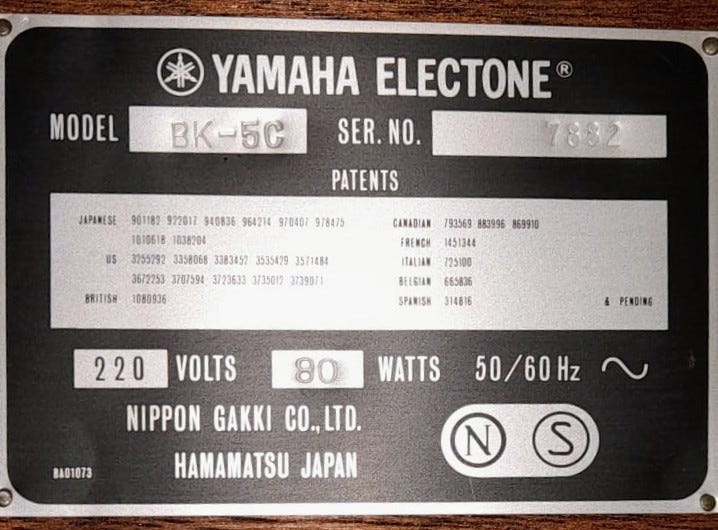 YAMAHA ELECTONE®
MODEL BK-5C SER. NO. 7882
PATENTS
JAPANESE 901182 922017 940836 964214 970407 978475
1010618 1038204
US 3255292 3358068 3383452 3535429 3571484
3672253 3707594 3723633 3735012 3739071
BRITISH 1080936
CANADIAN 793569 883996 869910
FRENCH 1451344
ITALIAN 725100
BELGIAN 665836
SPANISH 314816 & PENDING
220 VOLTS 80 WATTS 50/60 Hz ~
NIPPON GAKKI CO., LTD.
HAMAMATSU JAPAN
N S
BA01073